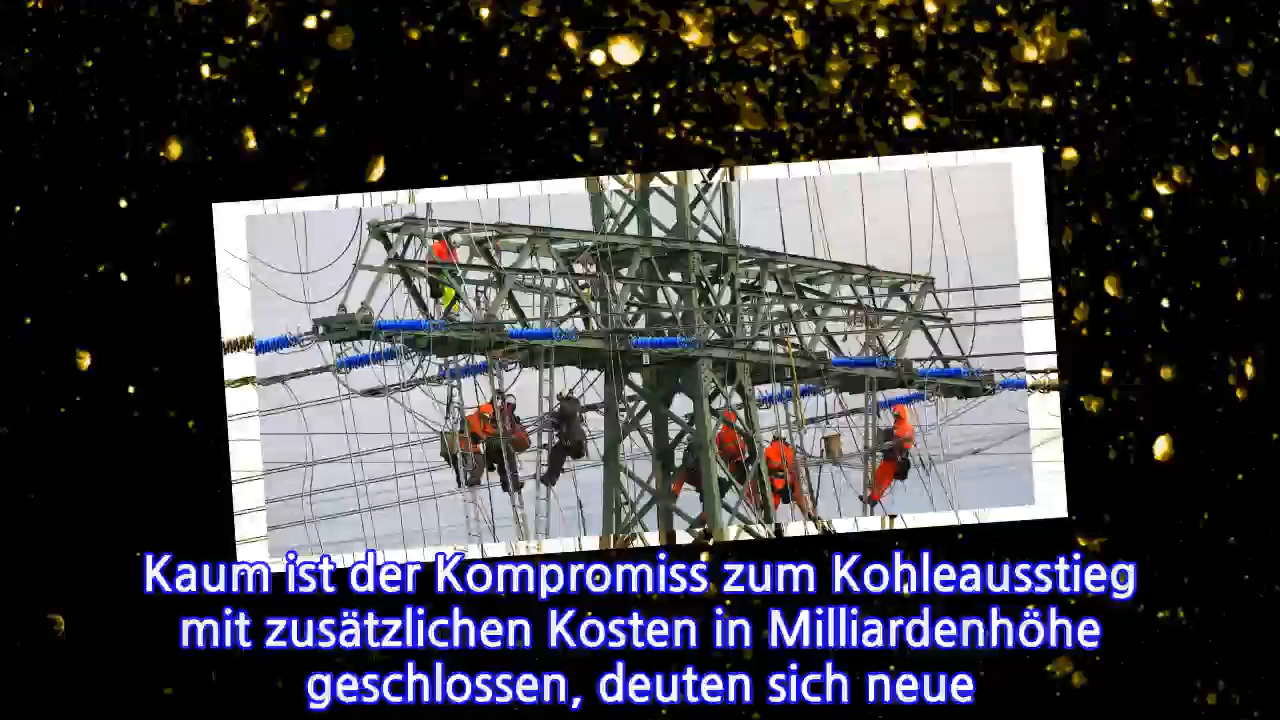 Kaum ist der Kompromiss zum Kohleausstieg
mit zusätzlichen Kosten in Milliardenhöhe
geschlossen, deuten sich neue